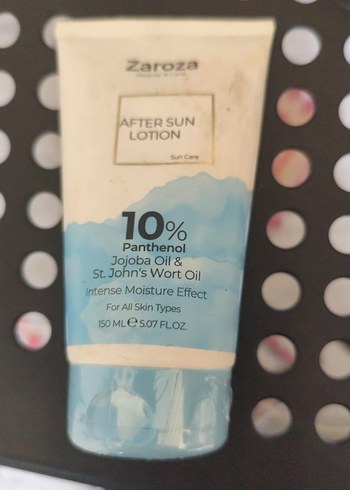 Zaroza
AFTER SUN
LOTION
Sun Care
10%
Panthenol
Jojoba Oil &
St. John's Wort Oil
Intense Moisture Effect
For All Skin Types
150 ML ℮ 5.07 FL.OZ.